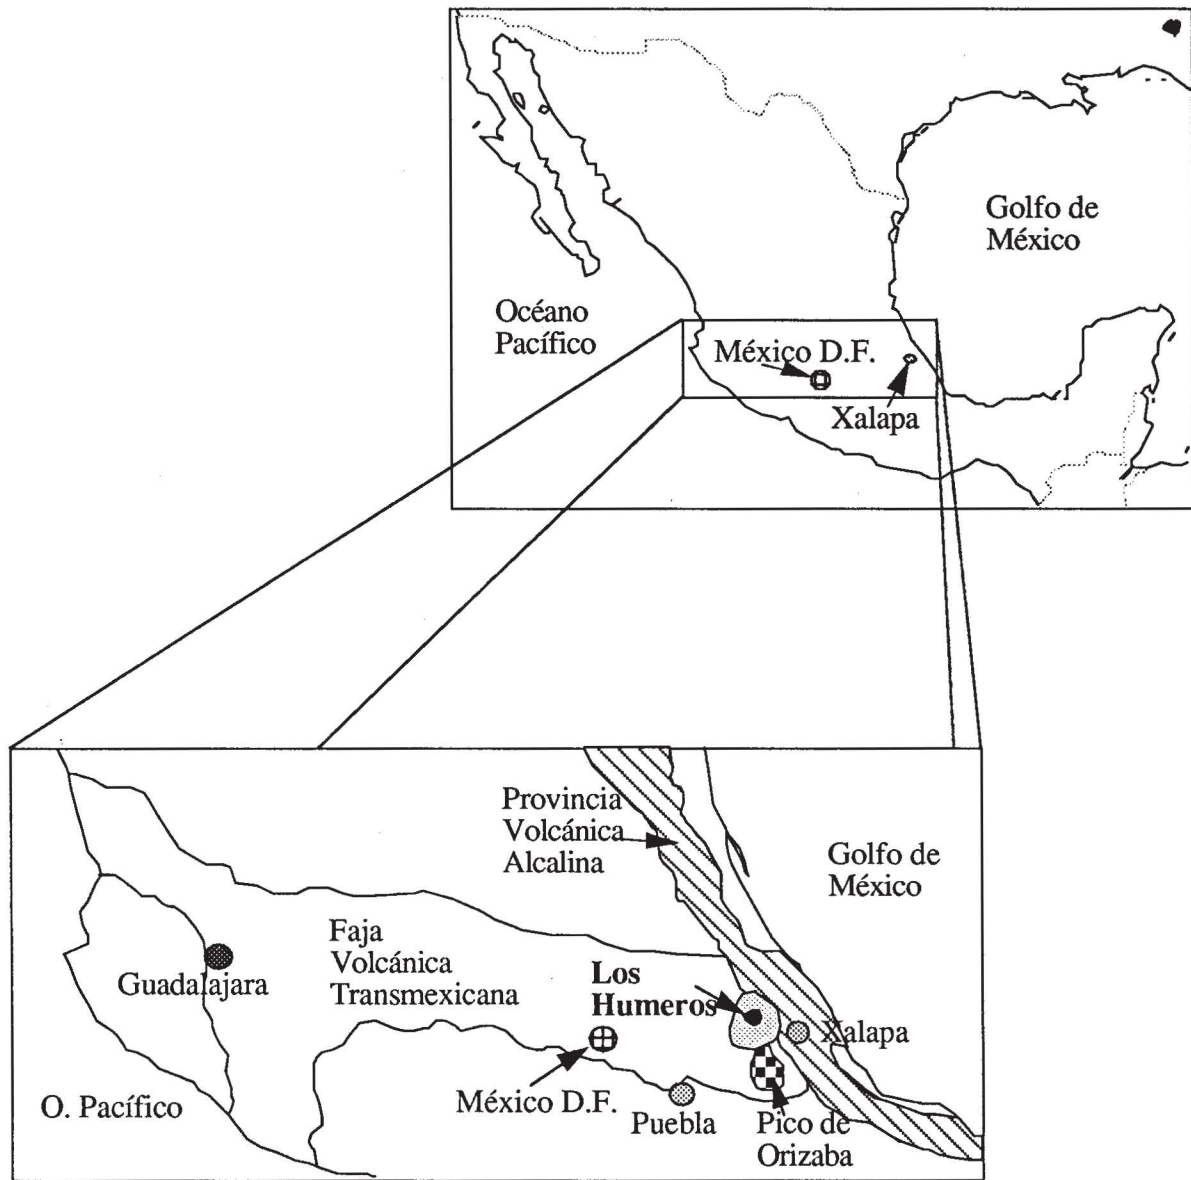 Golfo de
México
Océano
Pacífico
México D.F.
Xalapa
Provincia
Volcánica
Alcalina
Golfo de
México
Faja
Volcánica
Transmexicana
Guadalajara
Los
Humeros
Xalapa
México D.F.
O. Pacífico
Puebla
Pico de
Orizaba